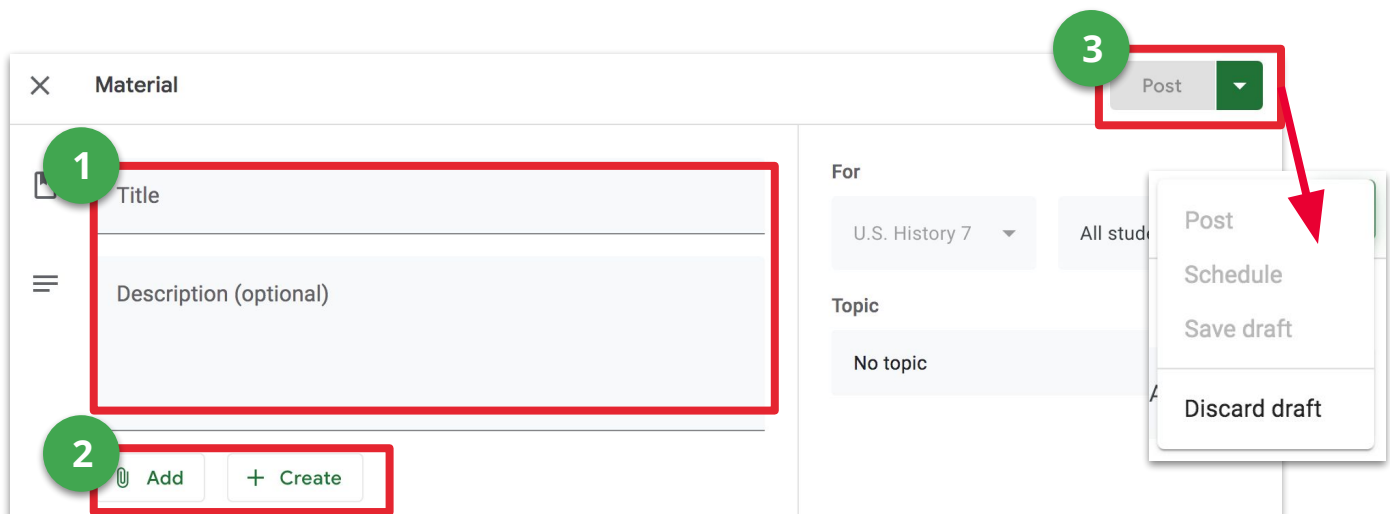 3
Material
Post
1
Title
For
U.S. History 7
All stude
Post
Schedule
Save draft
Discard draft
Description (optional)
Topic
No topic
A
2
Add
+ Create